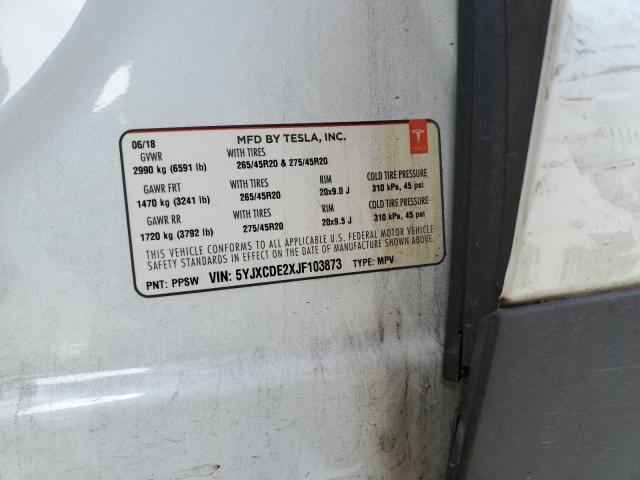 06/18 MFD BY TESLA, INC.
GVWR WITH TIRES
2990 kg (6591 lb) 265/45R20 & 275/45R20
TESLA
GAWR FRT WITH TIRES RIM COLD TIRE PRESSURE
1470 kg (3241 lb) 265/45R20 20x9.0 J 310 kPa, 45 psi
GAWR RR WITH TIRES RIM COLD TIRE PRESSURE
1720 kg (3792 lb) 275/45R20 20x9.5 J 310 kPa, 45 psi
THIS VEHICLE CONFORMS TO ALL APPLICABLE U.S. FEDERAL MOTOR VEHICLE
SAFETY STANDARDS IN EFFECT ON THE DATE OF MANUFACTURE SHOWN ABOVE.
PNT: PPSW VIN: 5YJXCDE2XJF103873 TYPE: MPV